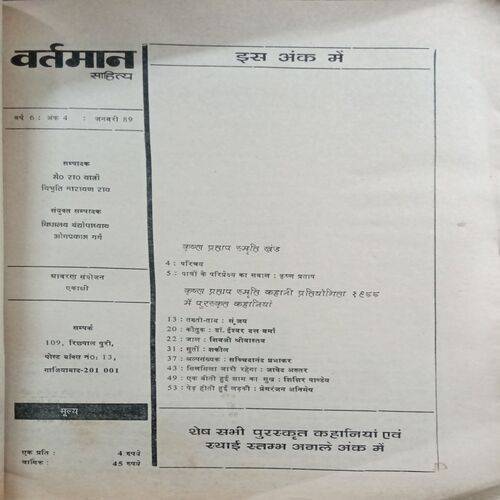 वर्तमान
साहित्य
वर्ष 6 : अंक 4 : जनवरी 89
सम्पादक
से० रा० यात्री
विभूति नारायण राय
संयुक्त सम्पादक
विपालय बंद्योपाध्याय
ओमप्रकाश गर्ग
आवरण संयोजन
एकाक्षी
सम्पर्क
109, रिछपाल पुरी,
पोस्ट बॉक्स नं० 13,
गाजियाबाद-201 001
मूल्य
एक प्रति : 4 रुपये
वार्षिक : 45 रुपये
इस अंक में
कृष्ण प्रताप स्मृति खंड
4 : परिचय
5 : पात्रों के परिप्रेक्ष्य का सवाल : कृष्ण प्रताप
कृष्ण प्रताप स्मृति कहानी प्रतियोगिता १९८८
में पुरस्कृत कहानियां
13 : सृंजय
20 : कौतुक : डॉ. ईश्वर दत्त वर्मा
22 : जाल : शिवजी श्रीवास्तव
31 : सुर्ती : शकील
37 : अल्पसंख्यक : सच्चिदानंद प्रभाकर
43 : सिलसिला जारी रहेगा : जावेद अख्तर
49 : एक बीती हुई शाम का सुख : शिशिर पाण्डेय
53 : पेड़ होती हुई लड़की : प्रेमरंजन अनिमेष
शेष सभी पुरस्कृत कहानियां एवं
स्थाई स्तम्भ अगले अंक में